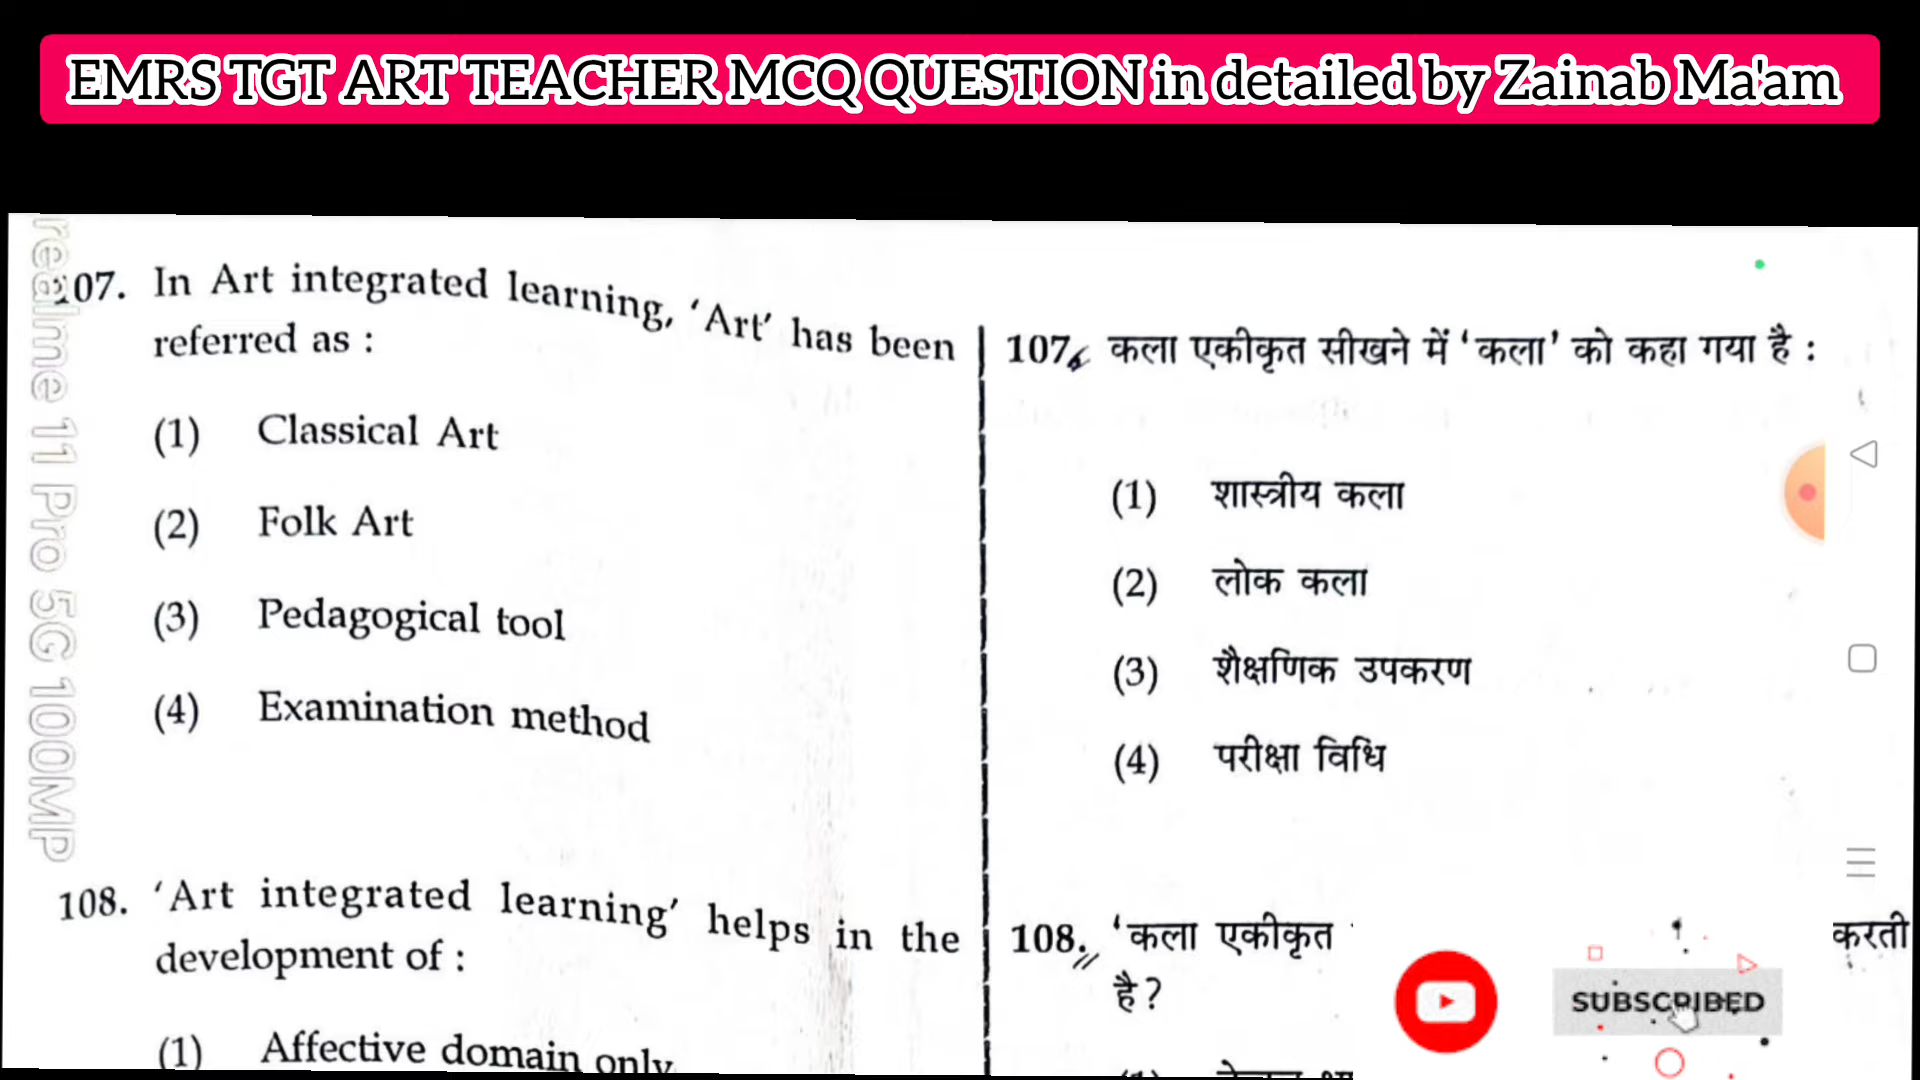 EMRS TGT ART TEACHER MCQ QUESTION in detailed by Zainab Ma'am
realme 11 Pro 5G 100MP
107. In Art integrated learning, ‘Art’ has been
referred as :
(1) Classical Art
(2) Folk Art
(3) Pedagogical tool
(4) Examination method
108. ‘Art integrated learning’ helps in the
development of :
(1) Affective domain only
107. कला एकीकृत सीखने में ‘कला’ को कहा गया है :
(1) शास्त्रीय कला
(2) लोक कला
(3) शैक्षणिक उपकरण
(4) परीक्षा विधि
108. ‘कला एकीकृत करती
है?
(1)
SUBSCRIBED